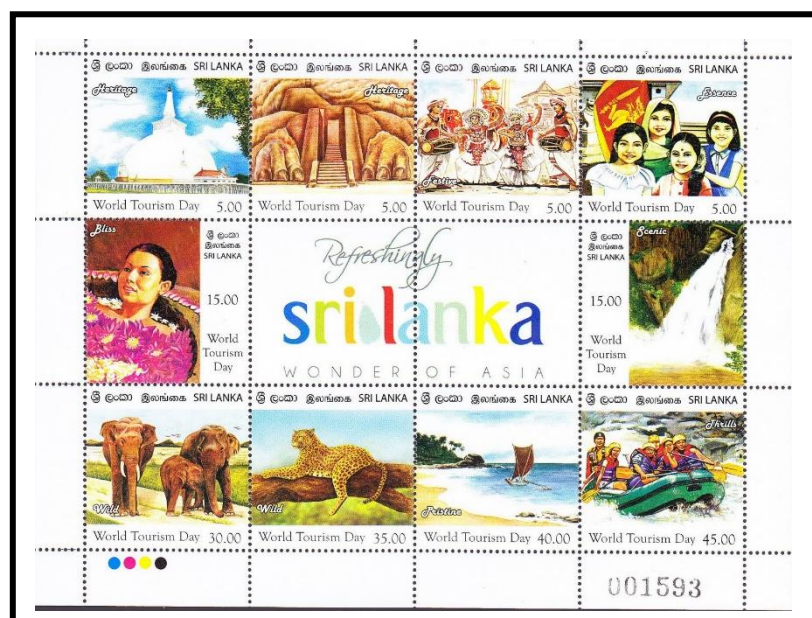 ශ්‍රී ලංකා இலங்கை SRI LANKA
Heritage
World Tourism Day 5.00
ශ්‍රී ලංකා இலங்கை SRI LANKA
Heritage
World Tourism Day 5.00
ශ්‍රී ලංකා இலங்கை SRI LANKA
Festive
World Tourism Day 5.00
ශ්‍රී ලංකා இலங்கை SRI LANKA
Essence
World Tourism Day 5.00
Bliss
ශ්‍රී ලංකා
இலங்கை
SRI LANKA
15.00
World
Tourism
Day
Refreshingly
sri lanka
WONDER OF ASIA
Scenic
ශ්‍රී ලංකා
இலங்கை
SRI LANKA
15.00
World
Tourism
Day
ශ්‍රී ලංකා இலங்கை SRI LANKA
Wild
World Tourism Day 30.00
ශ්‍රී ලංකා இலங்கை SRI LANKA
Wild
World Tourism Day 35.00
ශ්‍රී ලංකා இலங்கை SRI LANKA
Pristine
World Tourism Day 40.00
ශ්‍රී ලංකා இலங்கை SRI LANKA
Thrills
World Tourism Day 45.00
001593